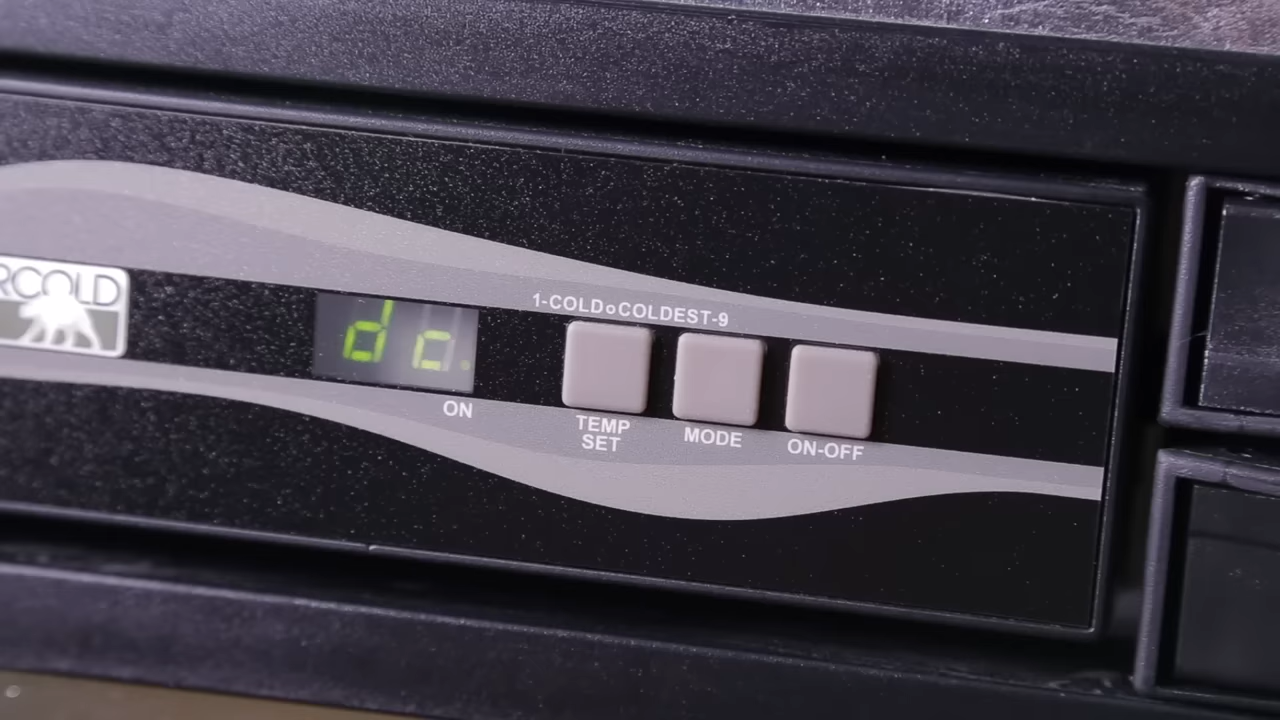 RCOLD
dc.
1-COLD○COLDEST-9
ON
TEMP
SET
MODE
ON-OFF